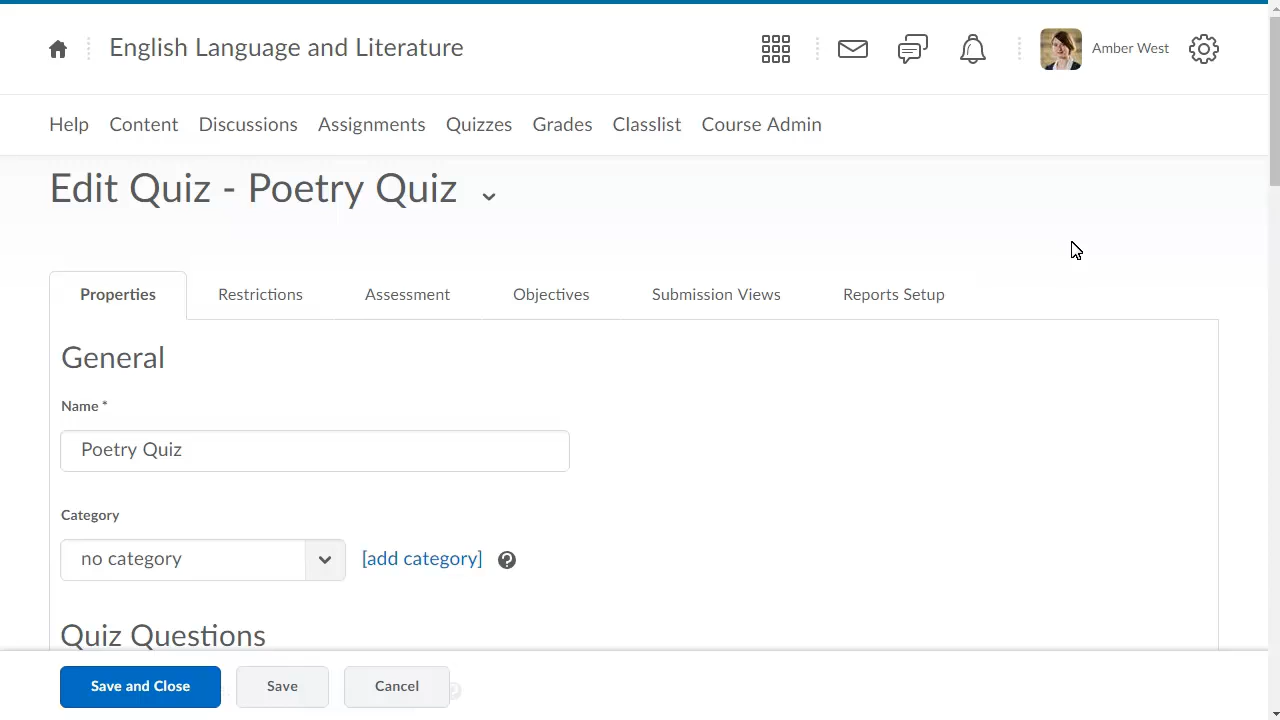 English Language and Literature
Amber West
Help Content Discussions Assignments Quizzes Grades Classlist Course Admin
Edit Quiz - Poetry Quiz
Properties Restrictions Assessment Objectives Submission Views Reports Setup
General
Name *
Poetry Quiz
Category
no category [add category] ?
Quiz Questions
Save and Close Save Cancel